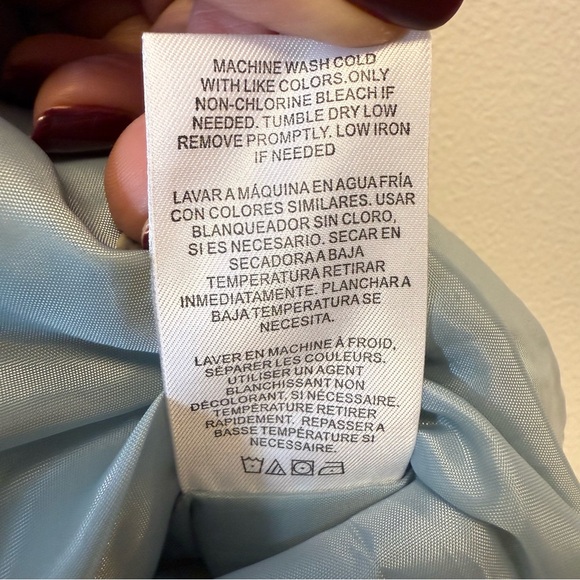 MACHINE WASH COLD
WITH LIKE COLORS.ONLY
NON-CHLORINE BLEACH IF
NEEDED. TUMBLE DRY LOW
REMOVE PROMPTLY. LOW IRON
IF NEEDED
LAVAR A MÁQUINA EN AGUA FRÍA
CON COLORES SIMILARES. USAR
BLANQUEADOR SIN CLORO,
SI ES NECESARIO. SECAR EN
SECADORA A BAJA
TEMPERATURA RETIRAR
INMEDIATAMENTE. PLANCHAR A
BAJA TEMPERATURA SE
NECESITA.
LAVER EN MACHINE À FROID,
SÉPARER LES COULEURS.
UTILISER UN AGENT
BLANCHISSANT NON
DÉCOLORANT, SI NÉCESSAIRE.
TEMPÉRATURE RETIRER
RAPIDEMENT. REPASSER A
BASSE TEMPÉRATURE SI
NECESSAIRE.